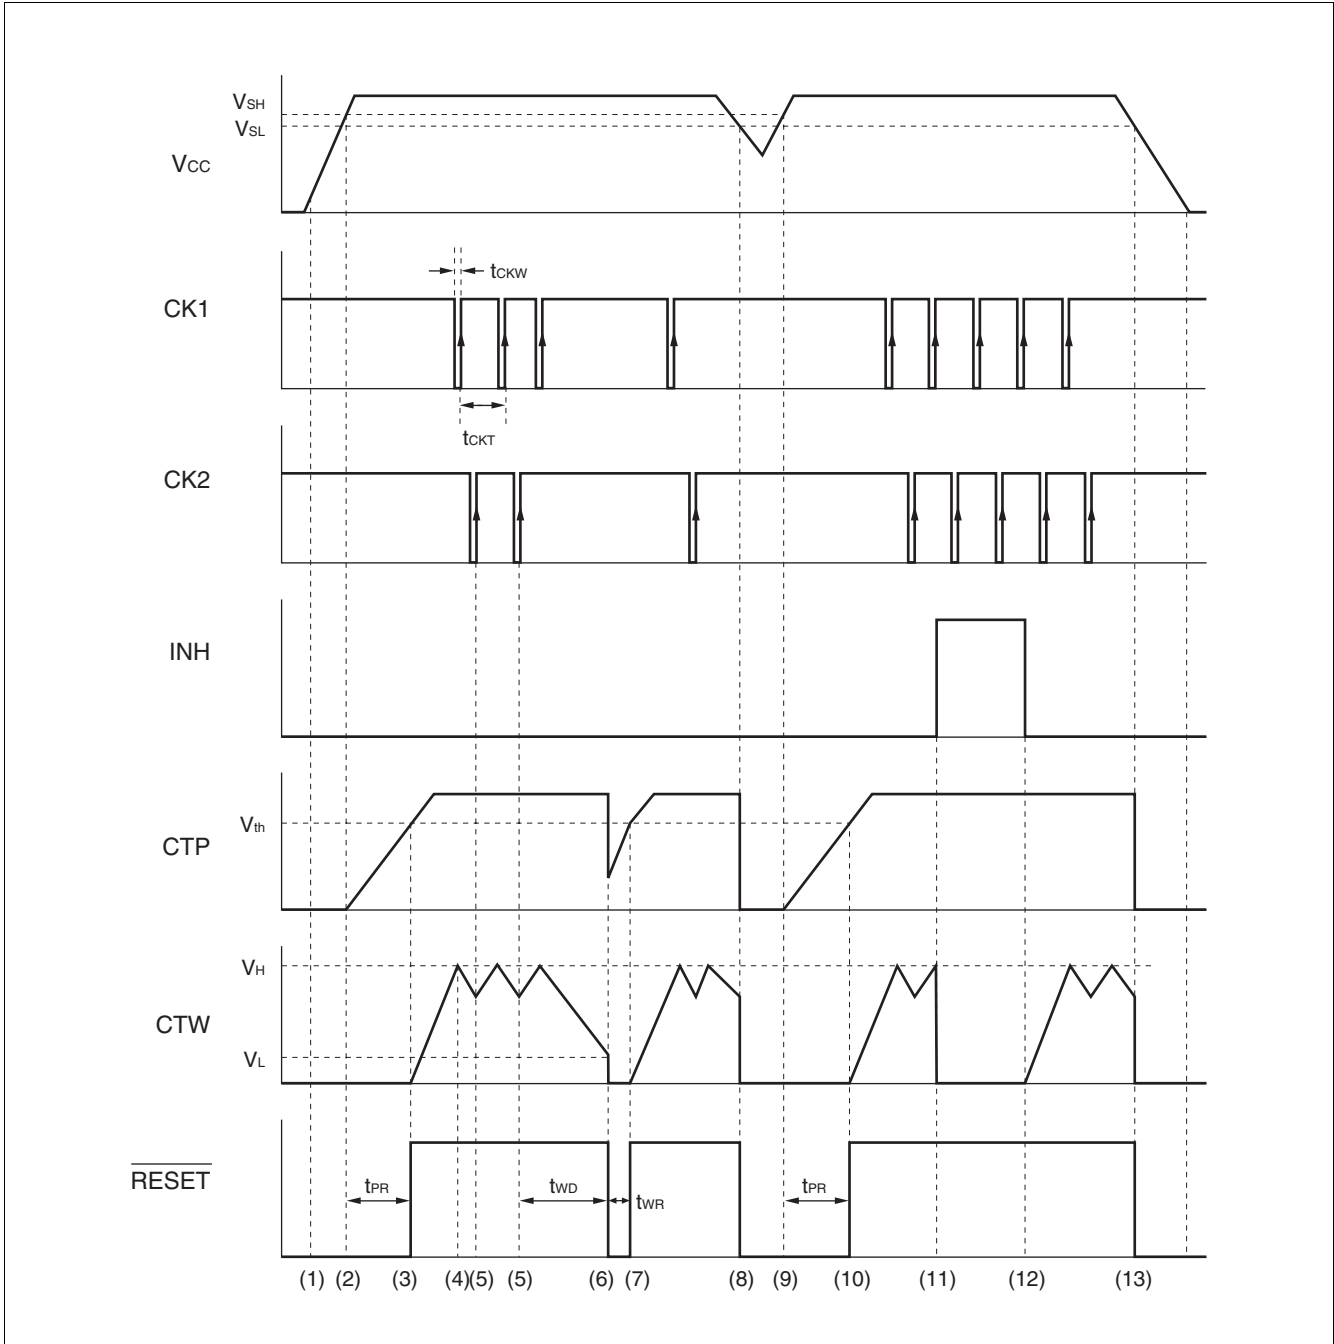 VSH
VSL
VCC
tCKW
CK1
tCKT
CK2
INH
Vth
CTP
VH
CTW
VL
RESET
tPR
tWD
tWR
tPR
(1) (2) (3) (4)(5) (5) (6) (7) (8) (9) (10) (11) (12) (13)